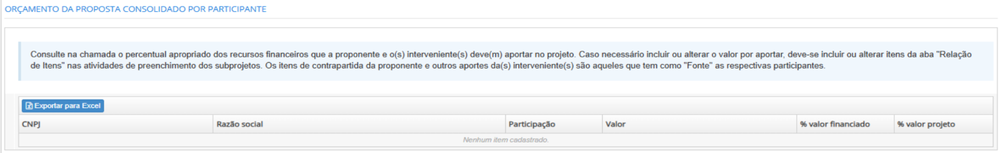 ORÇAMENTO DA PROPOSTA CONSOLIDADO POR PARTICIPANTE
Consulte na chamada o percentual apropriado dos recursos financeiros que a proponente e o(s) interveniente(s) deve(m) aportar no projeto. Caso necessário incluir ou alterar o valor por aportar, deve-se incluir ou alterar itens da aba "Relação
de Itens" nas atividades de preenchimento dos subprojetos. Os itens de contrapartida da proponente e outros aportes da(s) interveniente(s) são aqueles que tem como "Fonte" as respectivas participantes.
Exportar para Excel
CNPJ Razão social Participação Valor % valor financiado % valor projeto
Nenhum item cadastrado.